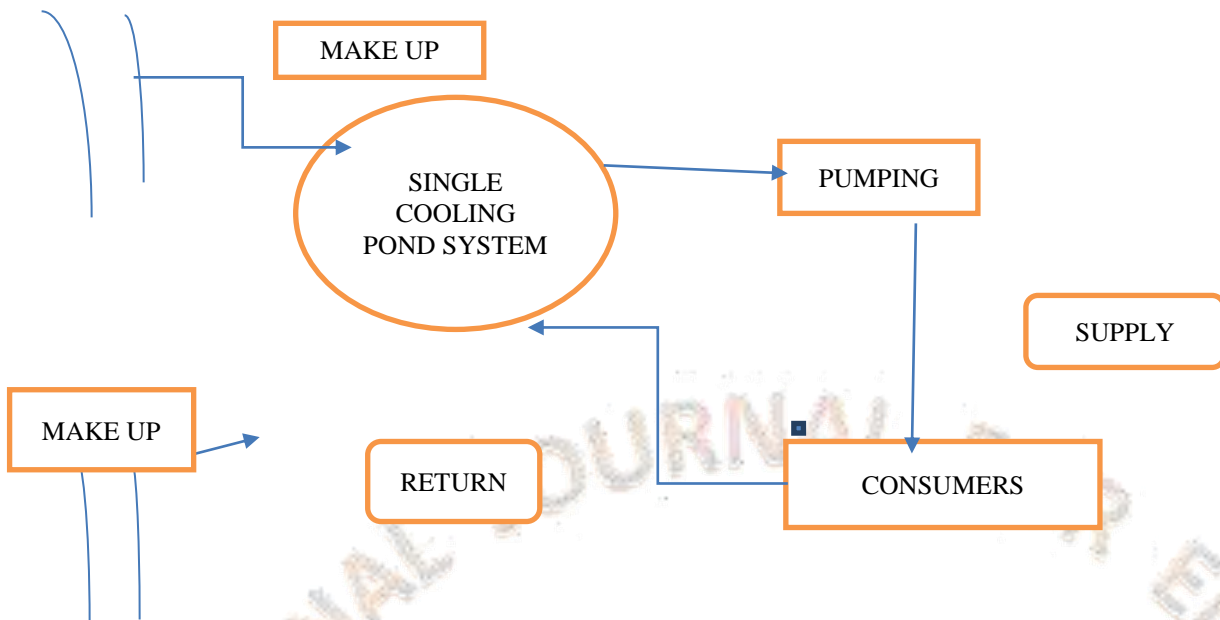 MAKE UP
SINGLE
COOLING
POND SYSTEM
PUMPING
SUPPLY
MAKE UP
RETURN
CONSUMERS